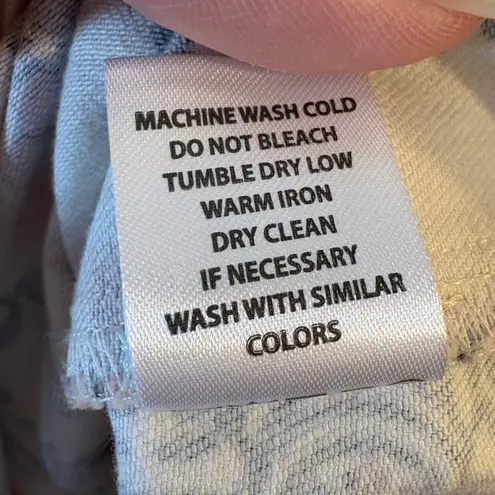 MACHINE WASH COLD
DO NOT BLEACH
TUMBLE DRY LOW
WARM IRON
DRY CLEAN
IF NECESSARY
WASH WITH SIMILAR
COLORS